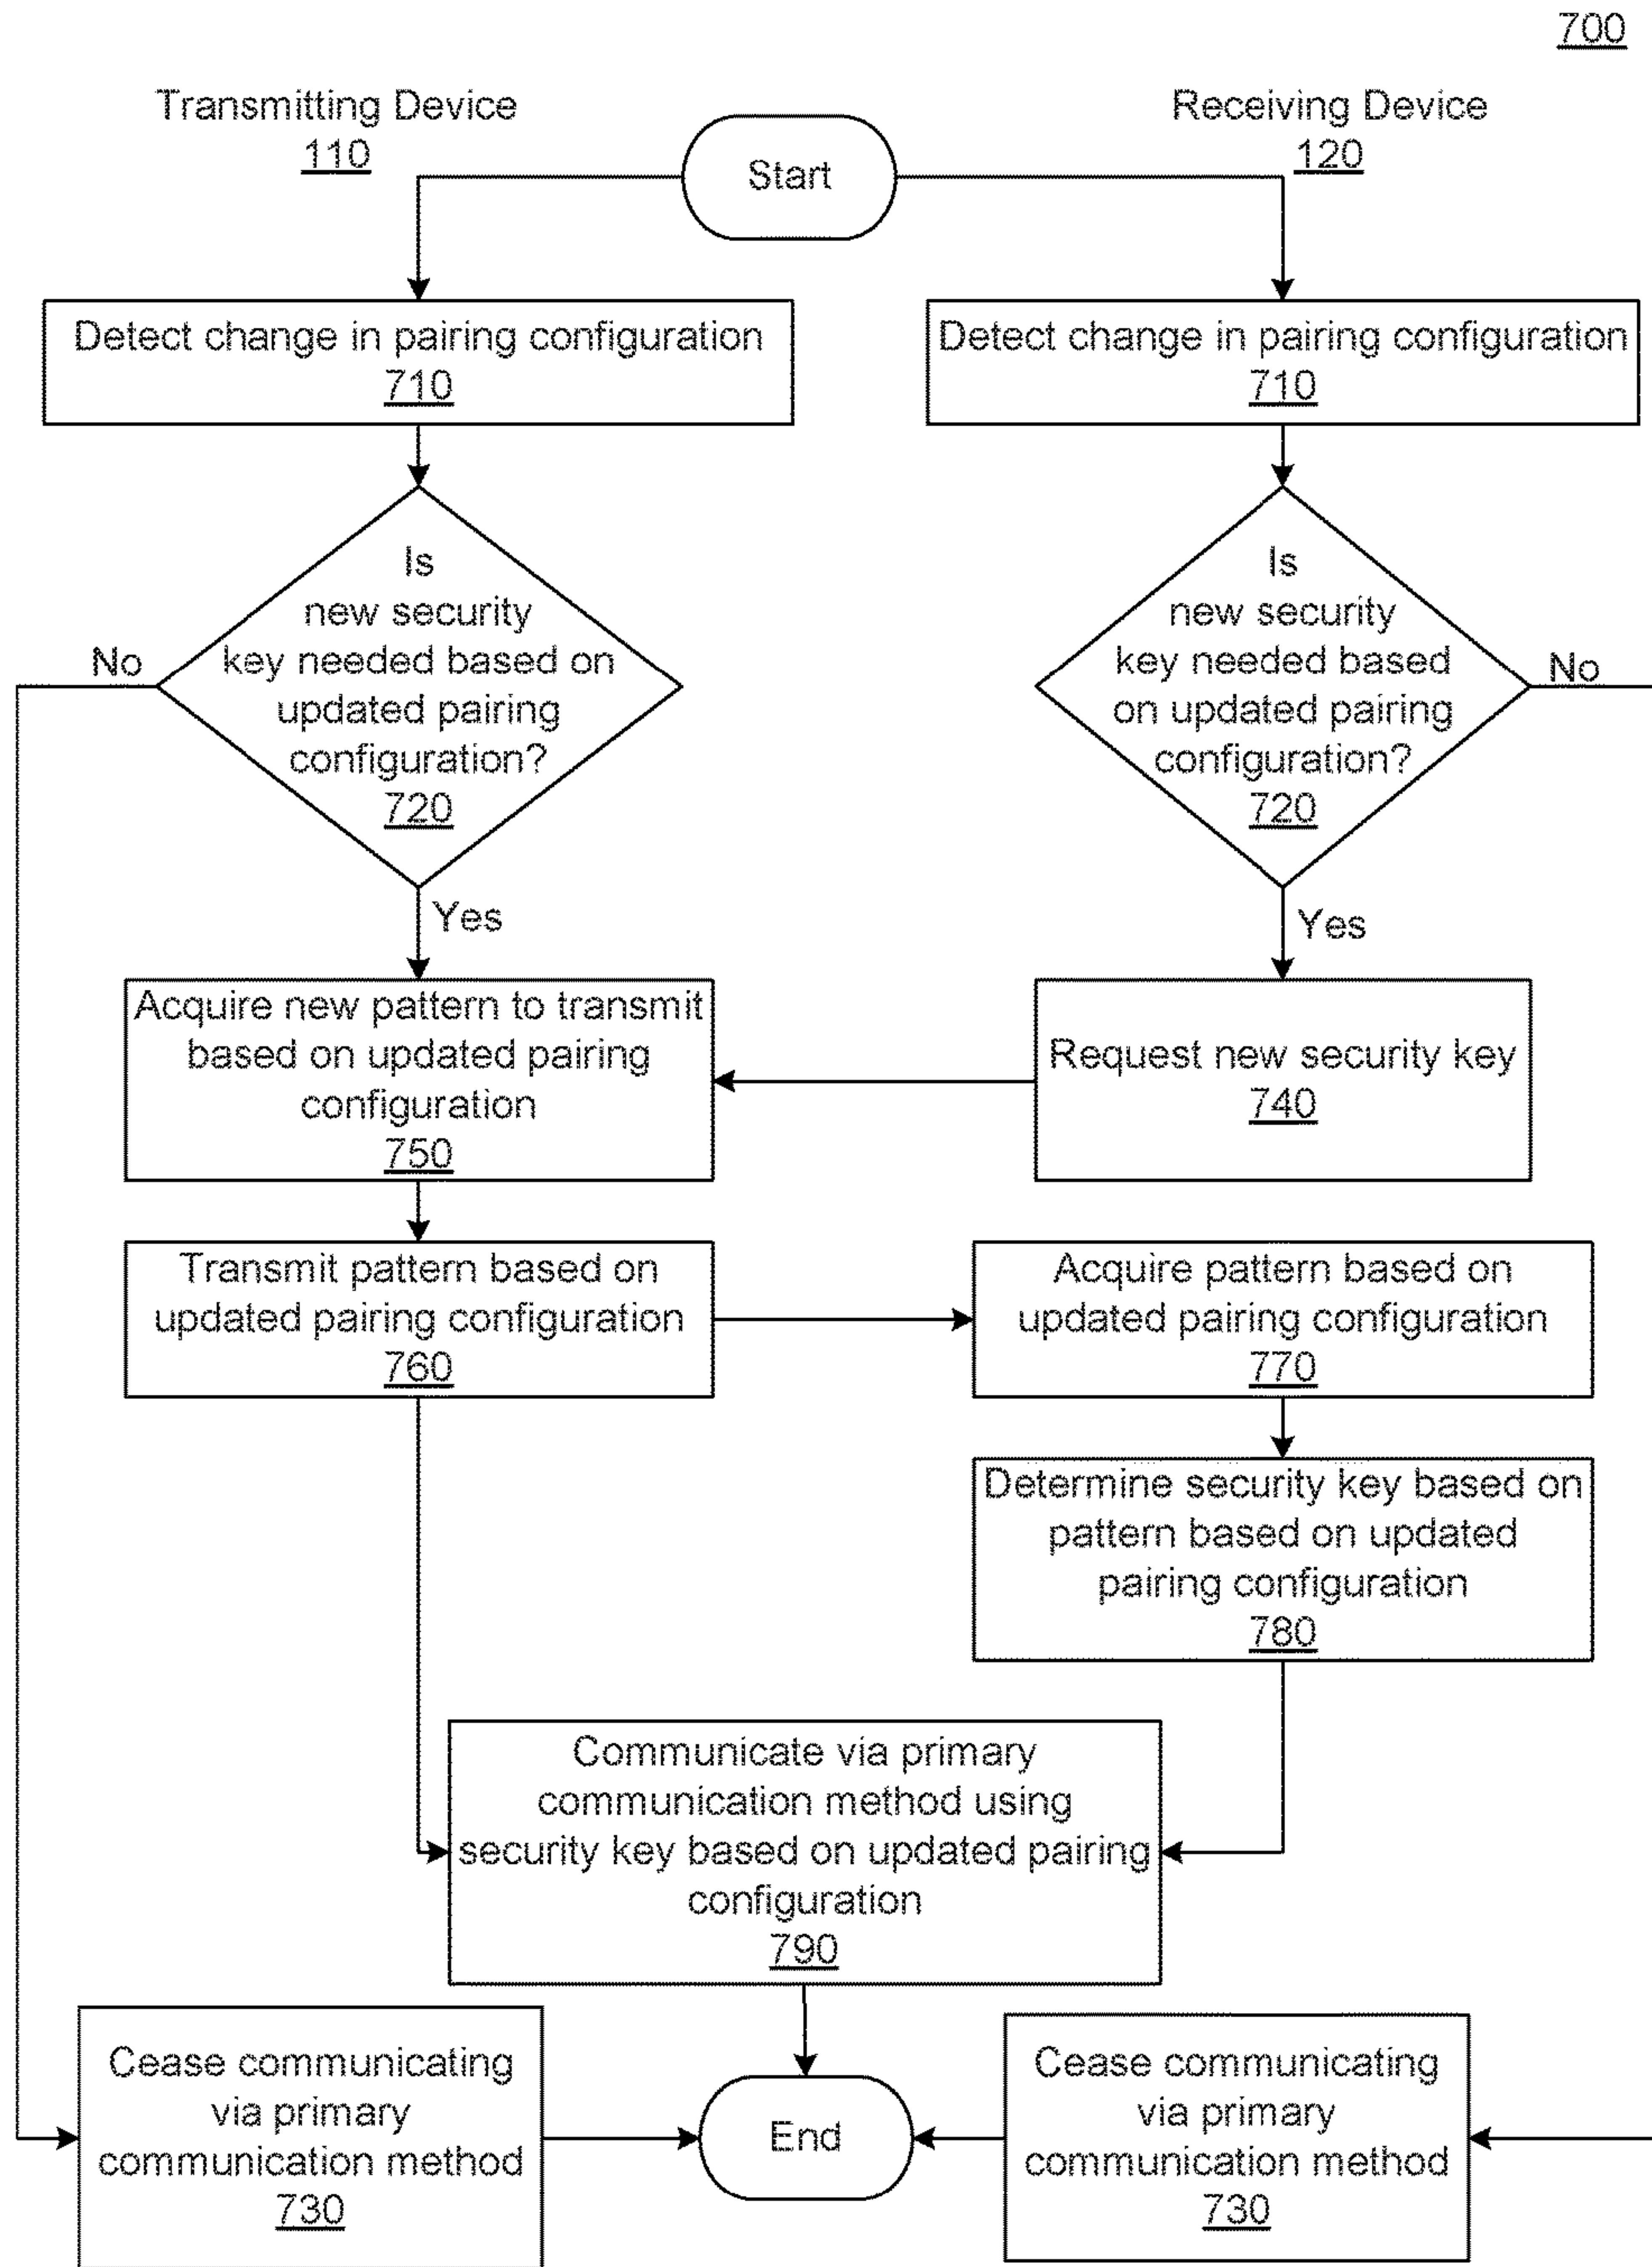 700
Transmitting Device
110
Receiving Device
120
Start
Detect change in pairing configuration
710
Detect change in pairing configuration
710
Is
new security
key needed based on
updated pairing
configuration?
720
No
Yes
Is
new security
key needed based
on updated pairing
configuration?
720
No
Yes
Acquire new pattern to transmit
based on updated pairing
configuration
750
Request new security key
740
Transmit pattern based on
updated pairing configuration
760
Acquire pattern based on
updated pairing configuration
770
Determine security key based on
pattern based on updated
pairing configuration
780
Communicate via primary
communication method using
security key based on updated pairing
configuration
790
Cease communicating
via primary
communication method
730
End
Cease communicating
via primary
communication method
730